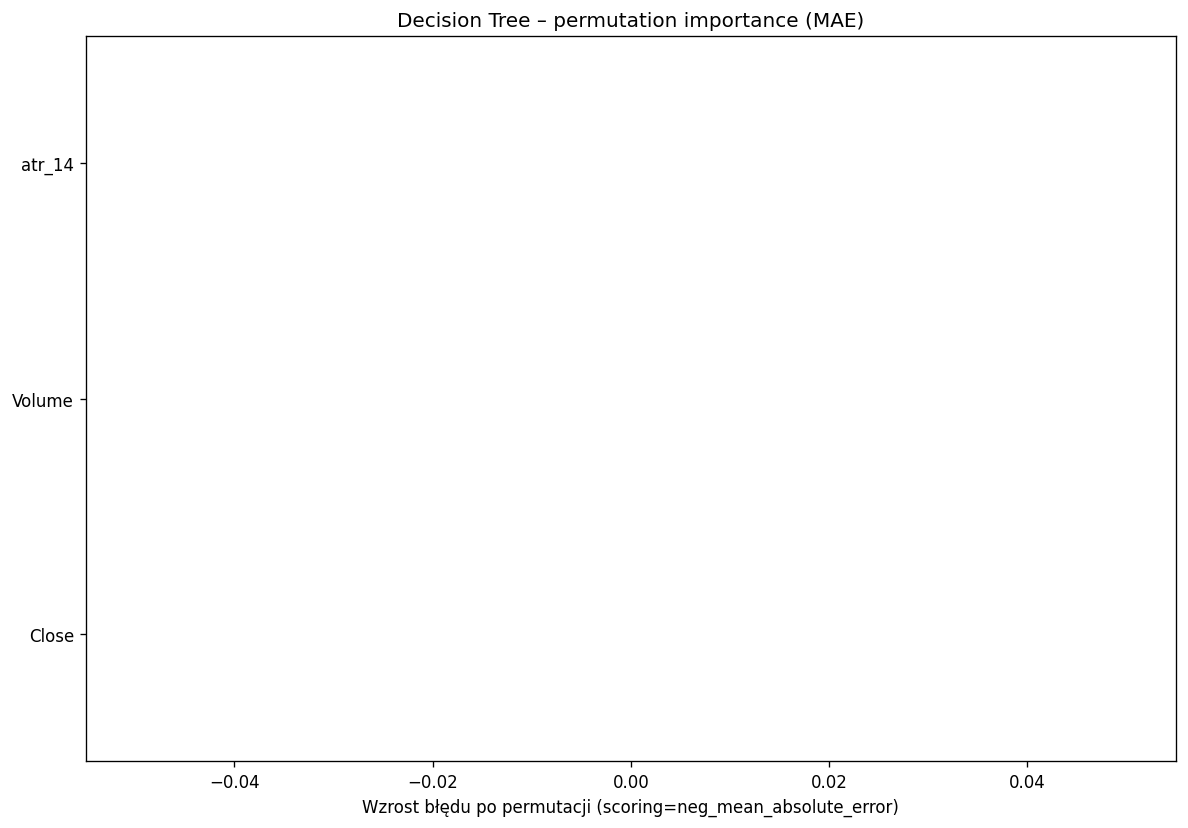 Decision Tree – permutation importance (MAE)
atr_14
Volume
Close
−0.04 −0.02 0.00 0.02 0.04
Wzrost błędu po permutacji (scoring=neg_mean_absolute_error)